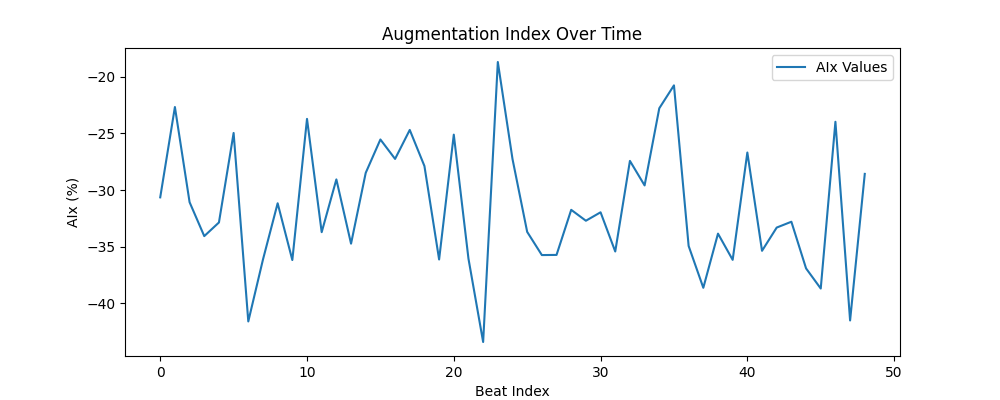 Augmentation Index Over Time
AIx Values
AIx (%)
−20
−25
−30
−35
−40
0 10 20 30 40 50
Beat Index